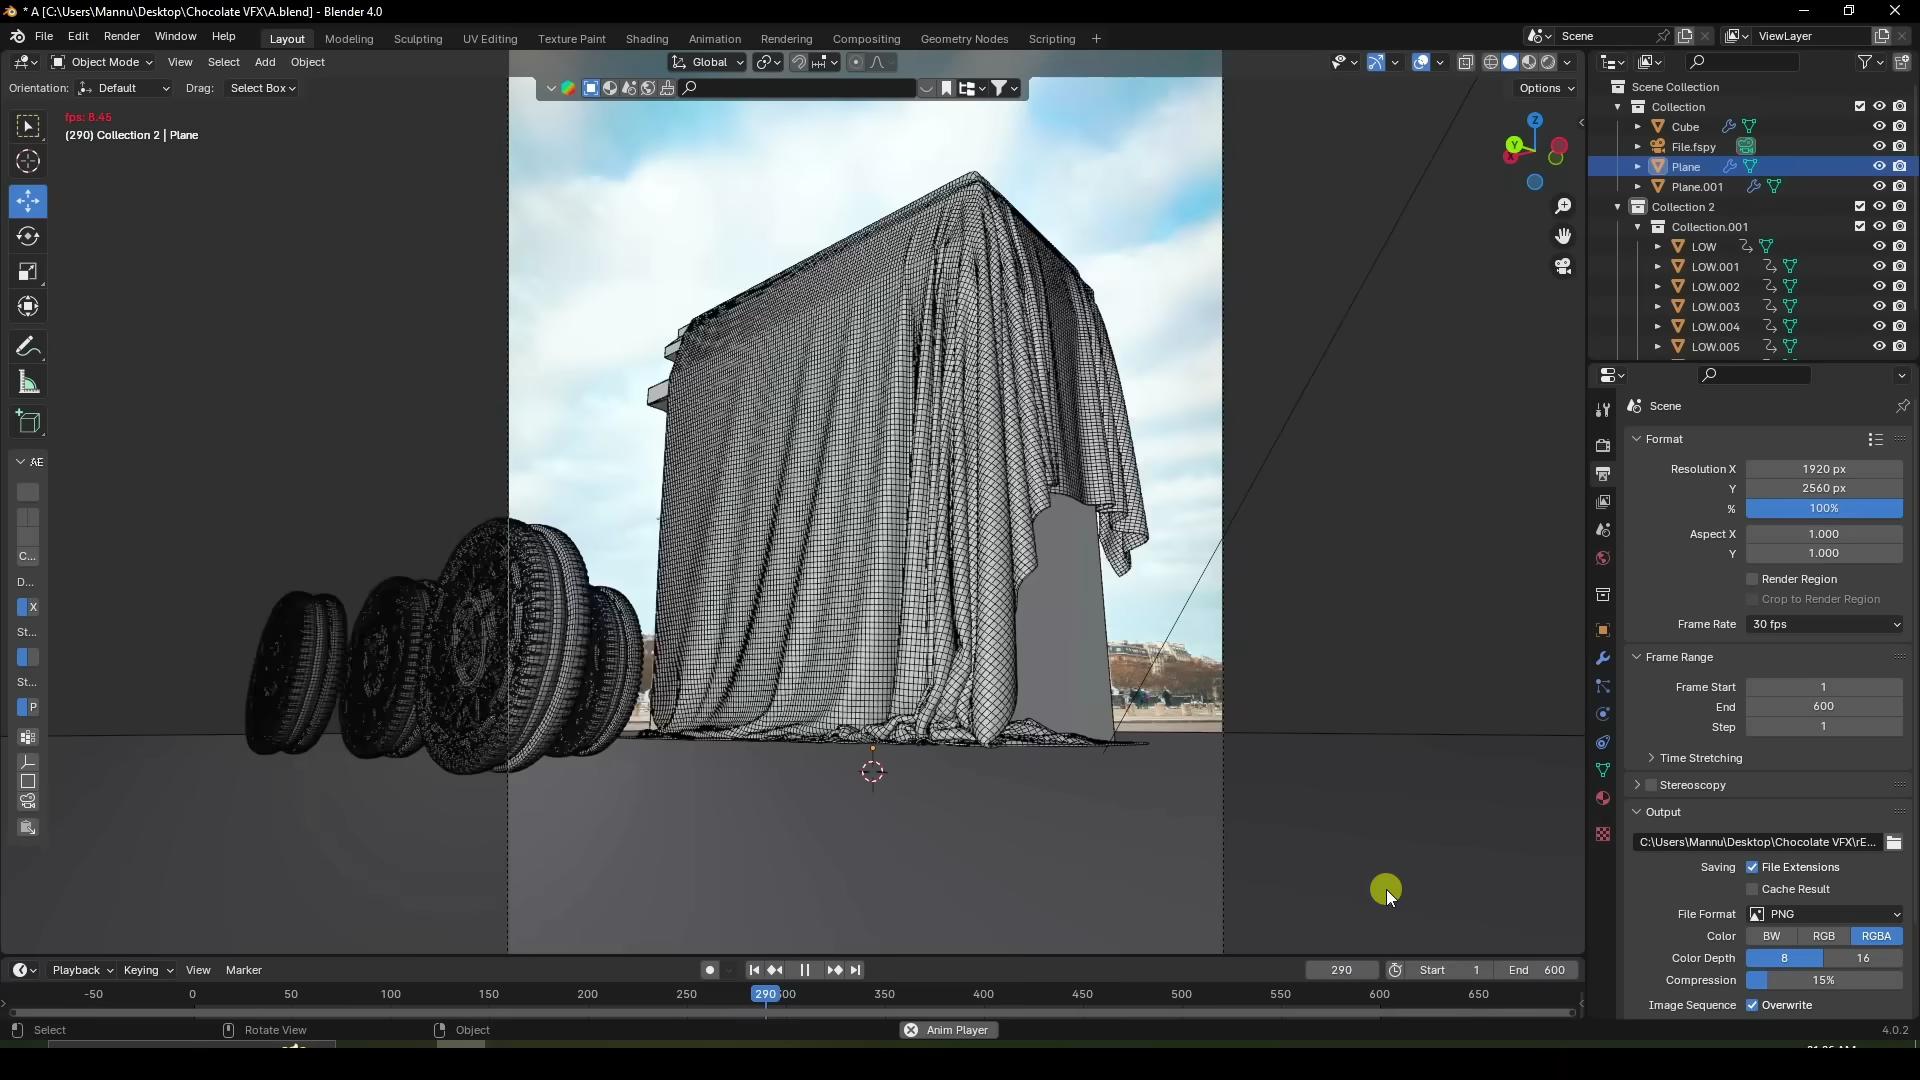 * A [C:\Users\Mannu\Desktop\Chocolate VFX\A.blend] - Blender 4.0
File Edit Render Window Help
Layout Modeling Sculpting UV Editing Texture Paint Shading Animation Rendering Compositing Geometry Nodes Scripting +
Scene
ViewLayer
Object Mode View Select Add Object
Global
Orientation: Default Drag: Select Box
Options
fps: 8.45
(290) Collection 2 | Plane
Z
Y
X
AE
C...
D...
X
St...
St...
P
Scene Collection
Collection
Cube
File.fspy
Plane
Plane.001
Collection 2
Collection.001
LOW
LOW.001
LOW.002
LOW.003
LOW.004
LOW.005
Scene
Format
Resolution X 1920 px
Y 2560 px
% 100%
Aspect X 1.000
Y 1.000
Render Region
Crop to Render Region
Frame Rate 30 fps
Frame Range
Frame Start 1
End 600
Step 1
Time Stretching
Stereoscopy
Output
C:\Users\Mannu\Desktop\Chocolate VFX\rE...
Saving File Extensions
Cache Result
File Format PNG
Color BW RGB RGBA
Color Depth 8 16
Compression 15%
Image Sequence Overwrite
Playback Keying View Marker
290 Start 1 End 600
-50 0 50 100 150 200 250 290 350 400 450 500 550 600 650
Select Rotate View Object
Anim Player
4.0.2